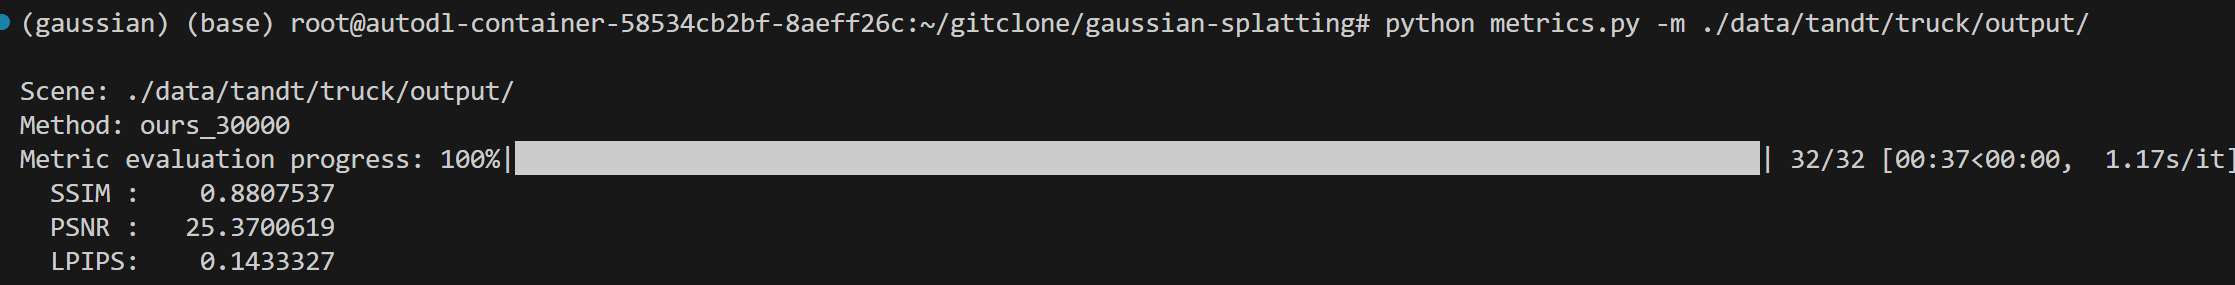 (gaussian) (base) root@autodl-container-58534cb2bf-8aeff26c:~/gitclone/gaussian-splatting# python metrics.py -m ./data/tandt/truck/output/
Scene: ./data/tandt/truck/output/
Method: ours_30000
Metric evaluation progress: 100%|██████████| 32/32 [00:37<00:00,  1.17s/it]
  SSIM :    0.8807537
  PSNR :   25.3700619
  LPIPS:    0.1433327